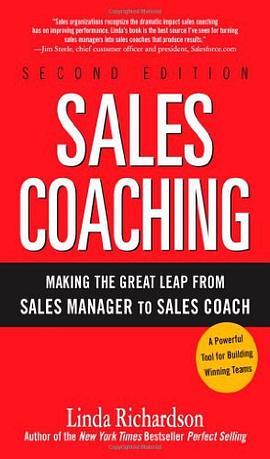 "Sales organizations recognize the dramatic impact sales coaching
has on improving performance. Linda's book is the best source I've seen for turning
sales managers into sales coaches that produce results."
—Jim Steele, chief customer officer and president, Salesforce.com
SECOND EDITION
SALES
COACHING
MAKING THE GREAT LEAP FROM
SALES MANAGER TO SALES COACH
A Powerful
Tool for Building
Winning Teams
Linda Richardson
Author of the New York Times Bestseller Perfect Selling